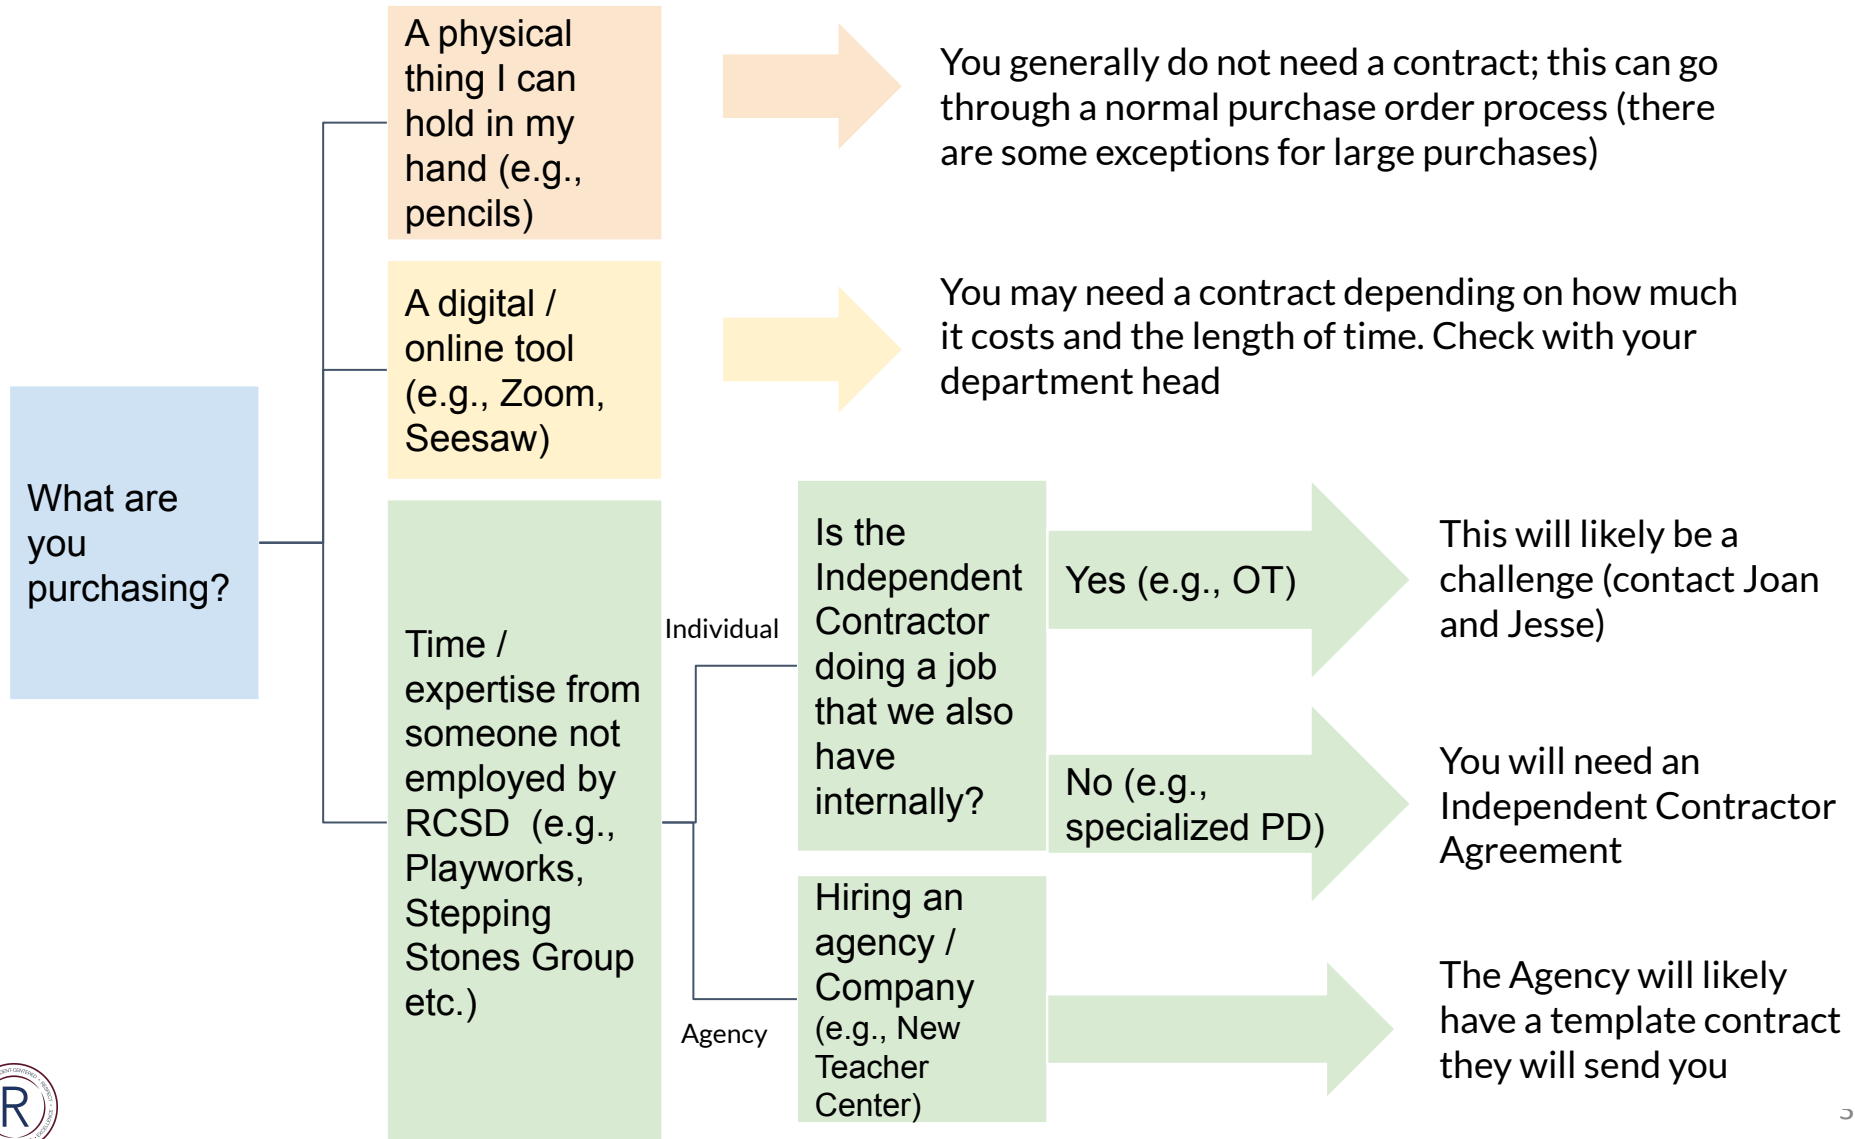 A physical
thing I can
hold in my
hand (e.g.,
pencils)
You generally do not need a contract; this can go
through a normal purchase order process (there
are some exceptions for large purchases)
A digital /
online tool
(e.g., Zoom,
Seesaw)
You may need a contract depending on how much
it costs and the length of time. Check with your
department head
What are
you
purchasing?
Time /
expertise from
someone not
employed by
RCSD (e.g.,
Playworks,
Stepping
Stones Group
etc.)
Individual
Is the
Independent
Contractor
doing a job
that we also
have
internally?
Yes (e.g., OT)
This will likely be a
challenge (contact Joan
and Jesse)
No (e.g.,
specialized PD)
You will need an
Independent Contractor
Agreement
Agency
Hiring an
agency /
Company
(e.g., New
Teacher
Center)
The Agency will likely
have a template contract
they will send you
R